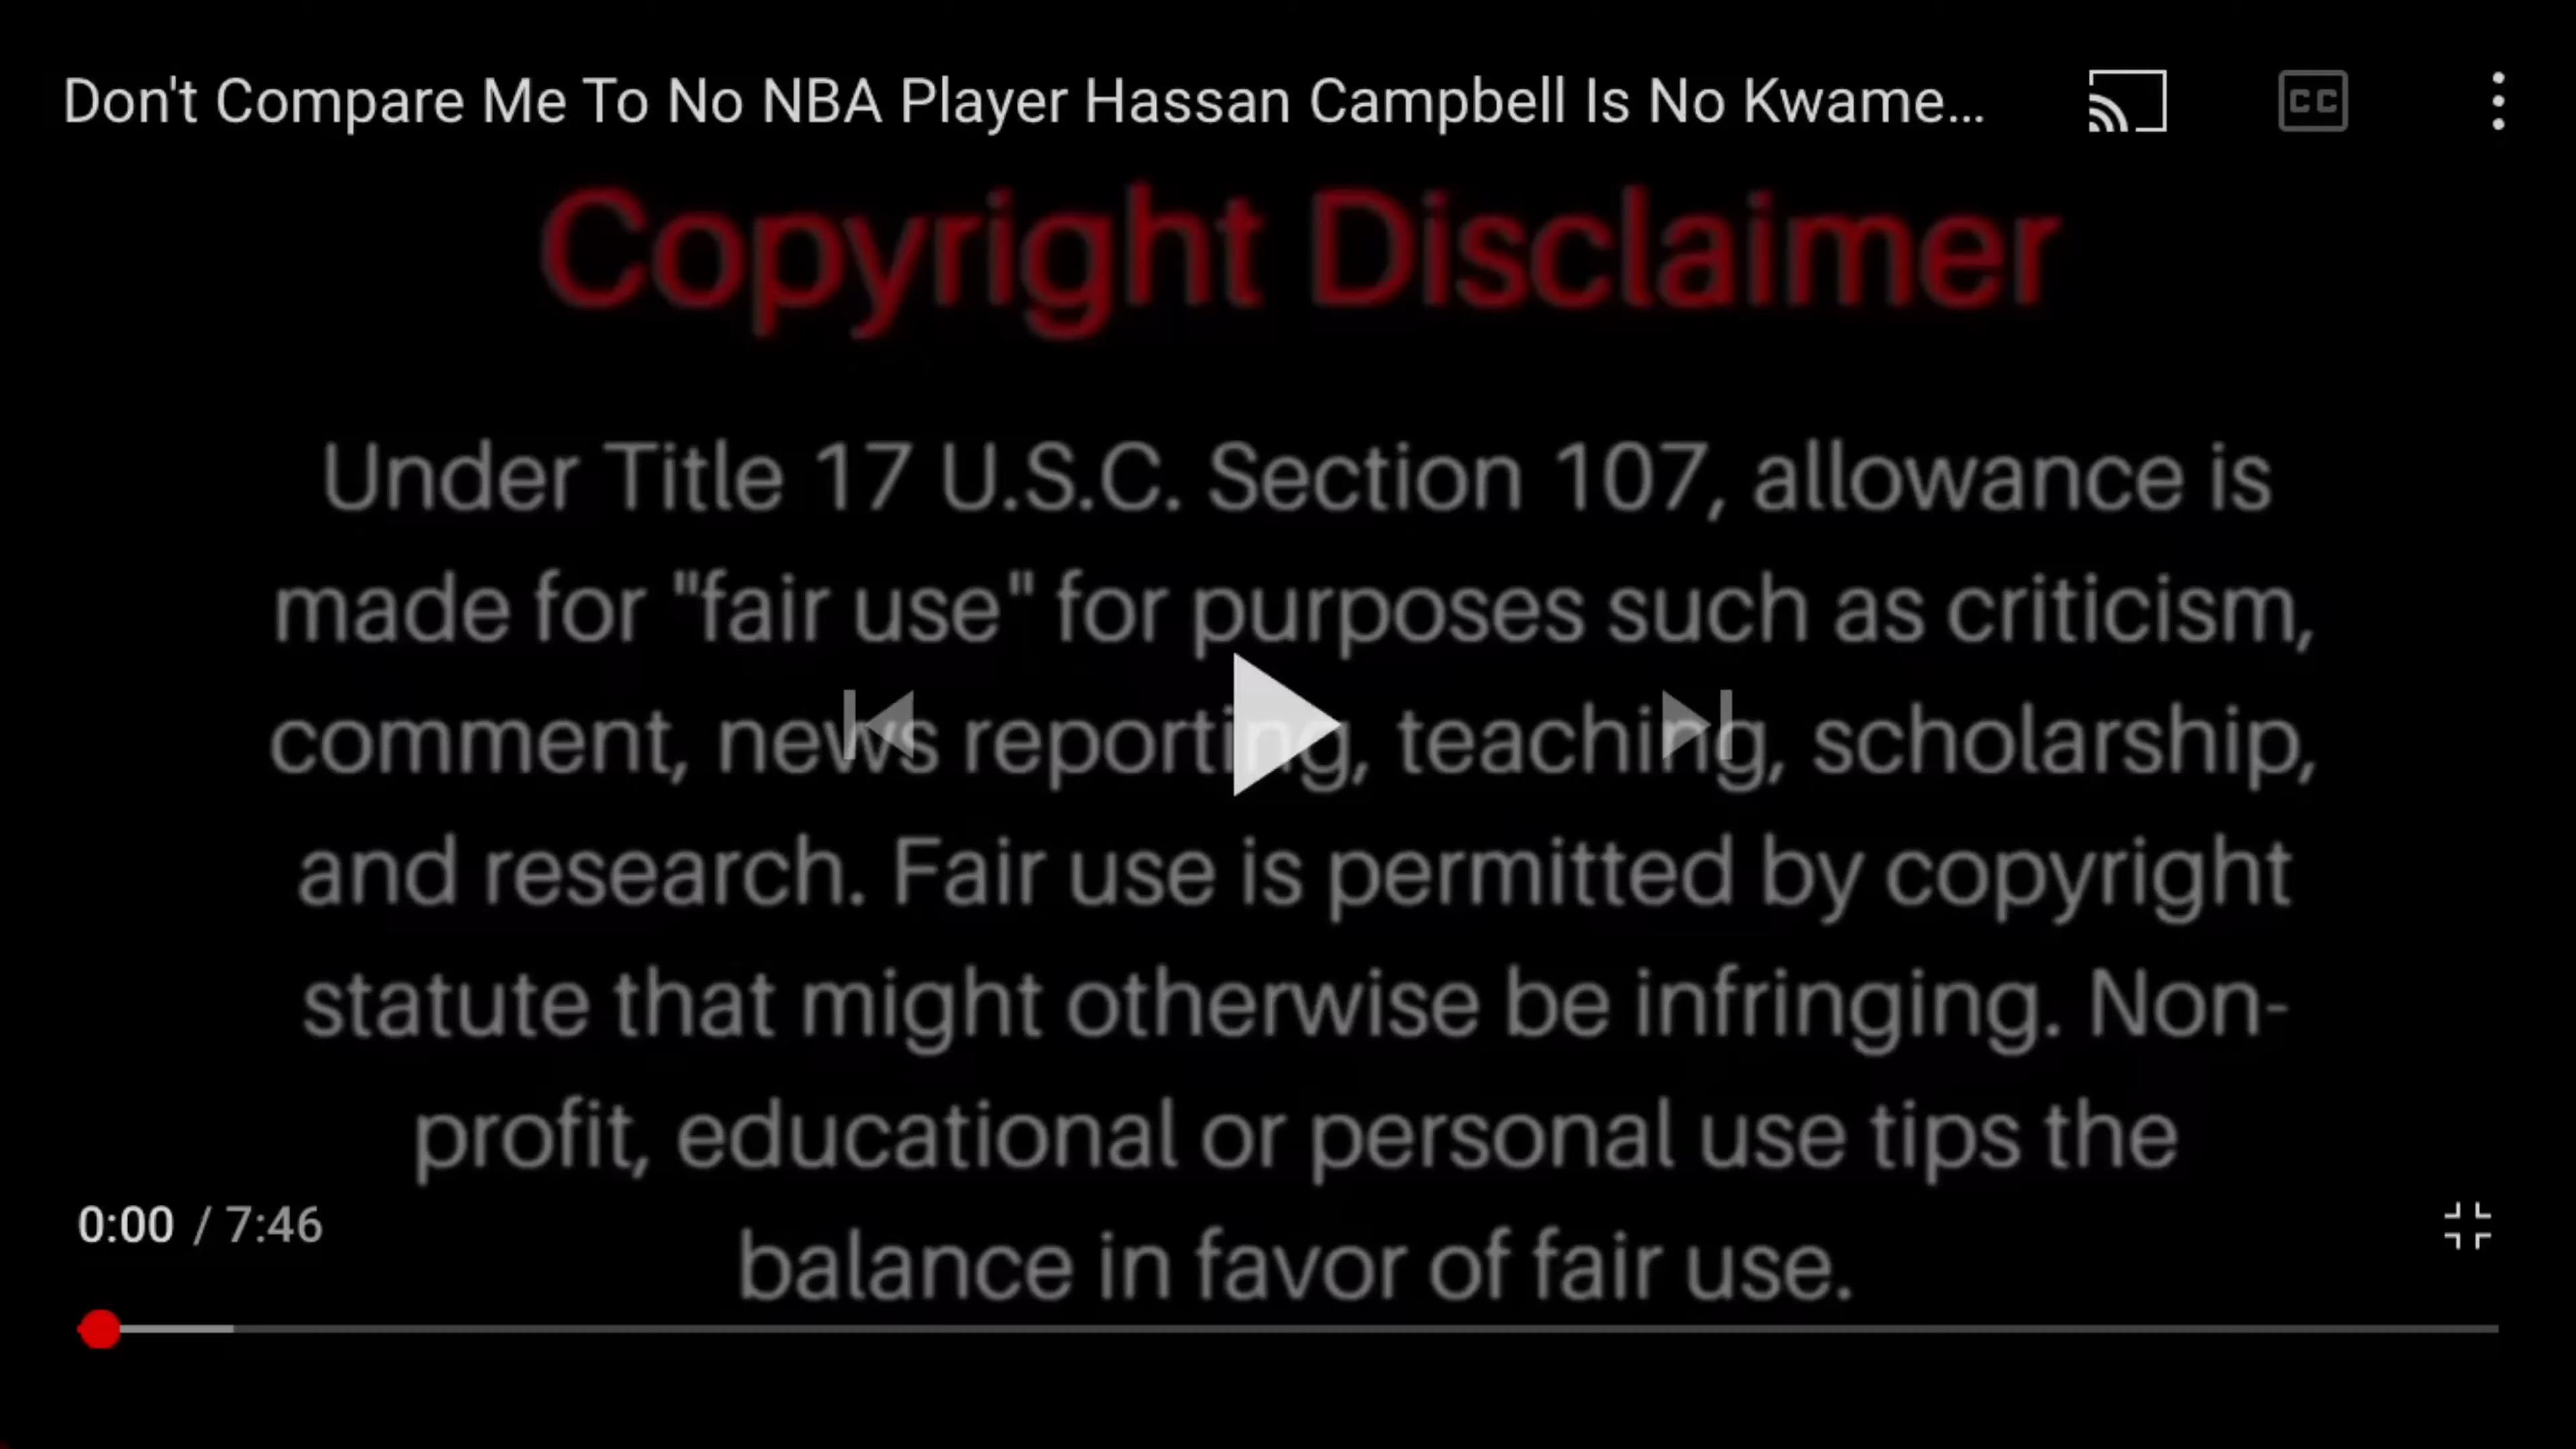 Don't Compare Me To No NBA Player Hassan Campbell Is No Kwame...
CC
Copyright Disclaimer
Under Title 17 U.S.C. Section 107, allowance is
made for "fair use" for purposes such as criticism,
comment, news reporting, teaching, scholarship,
and research. Fair use is permitted by copyright
statute that might otherwise be infringing. Non-
profit, educational or personal use tips the
0:00 / 7:46
balance in favor of fair use.